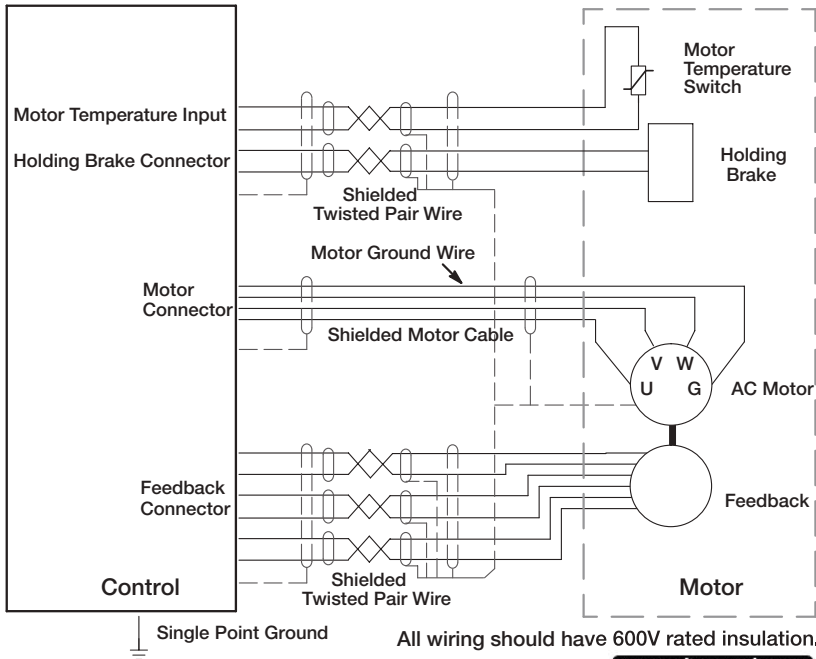 Motor
Temperature
Switch
Motor Temperature Input
Holding Brake Connector
Holding
Brake
Shielded
Twisted Pair Wire
Motor Ground Wire
Motor
Connector
Shielded Motor Cable
V W
U G
AC Motor
Feedback
Connector
Feedback
Shielded
Twisted Pair Wire
Control
Motor
Single Point Ground
All wiring should have 600V rated insulation.